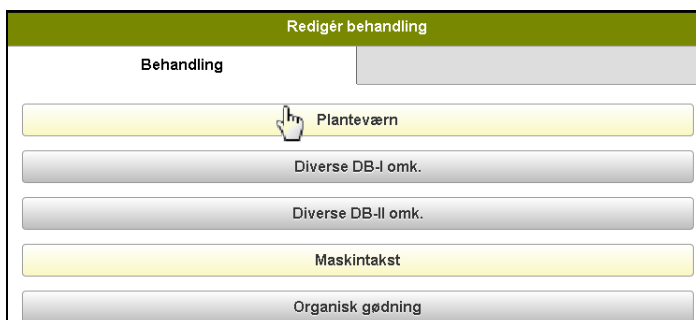 Redigér behandling
Behandling
Planteværn
Diverse DB-I omk.
Diverse DB-II omk.
Maskintakst
Organisk gødning